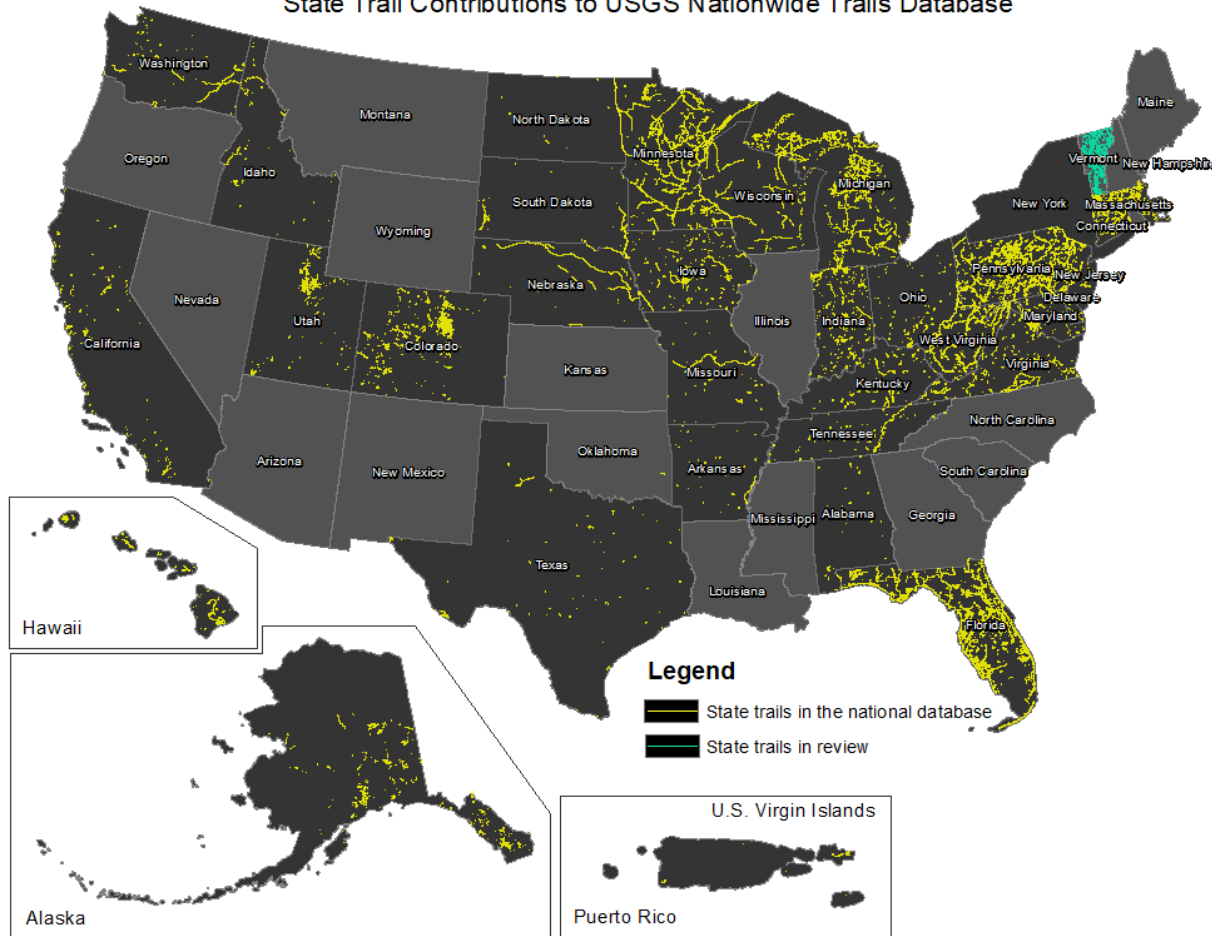 State Trail Contributions to USGS Nationwide Trails Database
Washington
Montana
North Dakota
Minnesota
Maine
Oregon
Idaho
South Dakota
Wisconsin
Michigan
Vermont
New Hampshire
Wyoming
New York
Massachusetts
Connecticut
Nevada
Utah
Nebraska
Iowa
Pennsylvania
New Jersey
California
Colorado
Illinois
Indiana
Ohio
Delaware
Maryland
West Virginia
Kansas
Missouri
Kentucky
Virginia
Arizona
New Mexico
Oklahoma
Arkansas
Tennessee
North Carolina
South Carolina
Mississippi
Alabama
Georgia
Texas
Louisiana
Florida
Hawaii
Legend
State trails in the national database
State trails in review
U.S. Virgin Islands
Alaska
Puerto Rico